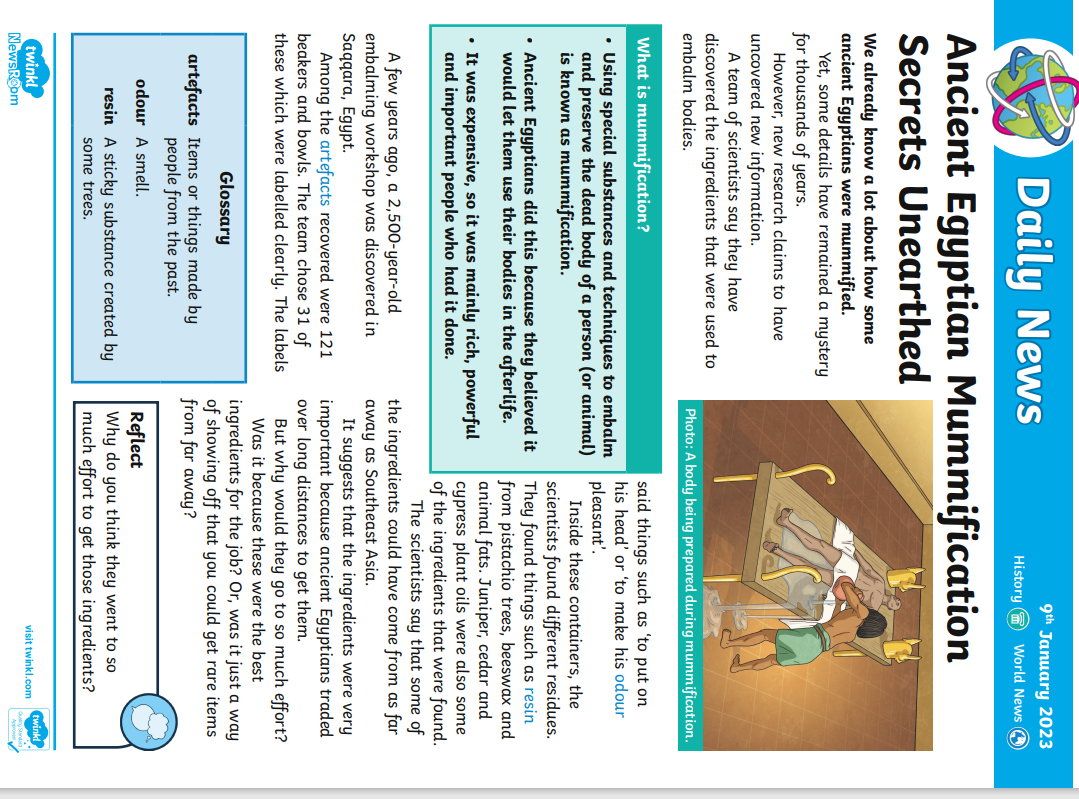 Daily News
9th January 2023
History
World News
Ancient Egyptian Mummification
Secrets Unearthed
We already know a lot about how some
ancient Egyptians were mummified.
Yet, some details have remained a mystery
for thousands of years.
However, new research claims to have
uncovered new information.
A team of scientists say they have
discovered the ingredients that were used to
embalm bodies.
Photo: A body being prepared during mummification.
What is mummification?
• Using special substances and techniques to embalm
and preserve the dead body of a person (or animal)
is known as mummification.
• Ancient Egyptians did this because they believed it
would let them use their bodies in the afterlife.
• It was expensive, so it was mainly rich, powerful
and important people who had it done.
A few years ago, a 2,500-year-old
embalming workshop was discovered in
Saqqara, Egypt.
Among the artefacts recovered were 121
beakers and bowls. The team chose 31 of
these which were labelled clearly. The labels
said things such as 'to put on
his head' or 'to make his odour
pleasant'.
Inside these containers, the
scientists found different residues.
They found things such as resin
from pistachio trees, beeswax and
animal fats. Juniper, cedar and
cypress plant oils were also some
of the ingredients that were found.
The scientists say that some of
the ingredients could have come from as far
away as Southeast Asia.
It suggests that the ingredients were very
important because ancient Egyptians traded
over long distances to get them.
But why would they go to so much effort?
Was it because these were the best
ingredients for the job? Or, was it just a way
of showing off that you could get rare items
from far away?
Glossary
artefacts Items or things made by
people from the past.
odour A smell.
resin A sticky substance created by
some trees.
Reflect
Why do you think they went to so
much effort to get those ingredients?
twinkl
NewsRoom
visit twinkl.com
twinkl